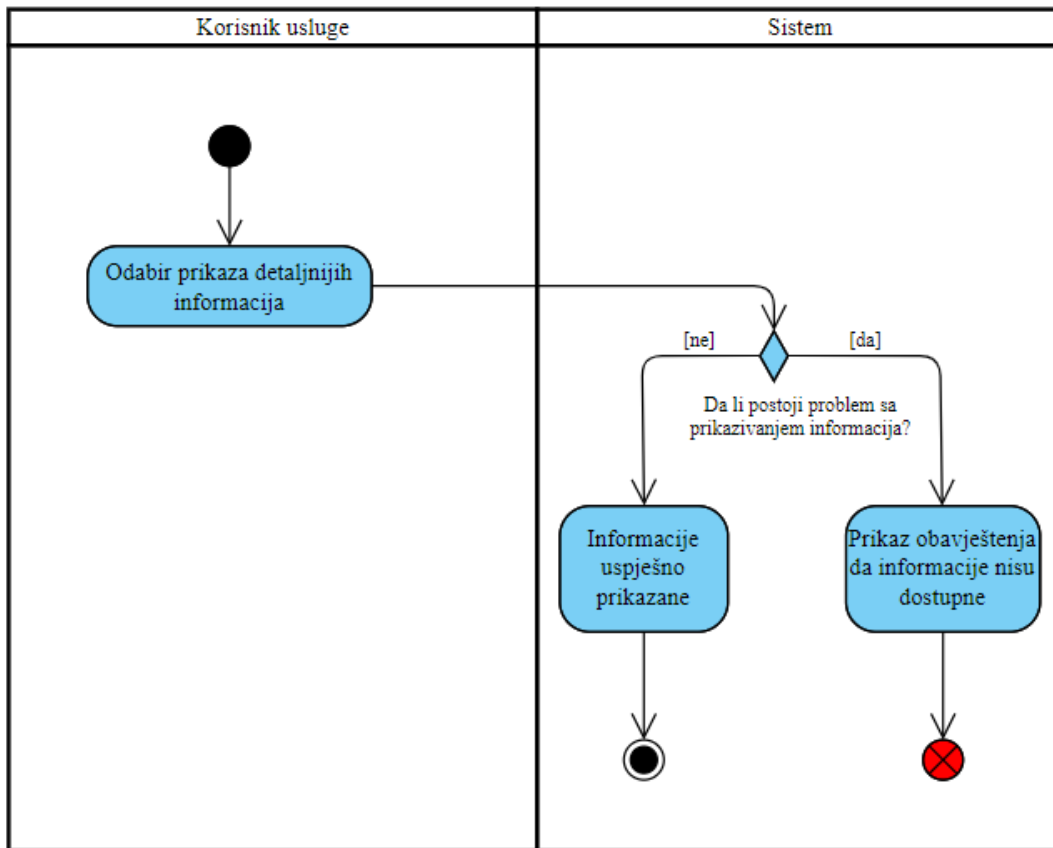 Korisnik usluge
Sistem
Odabir prikaza detaljnijih
informacija
[ne]
[da]
Da li postoji problem sa
prikazivanjem informacija?
Informacije
uspješno
prikazane
Prikaz obavještenja
da informacije nisu
dostupne